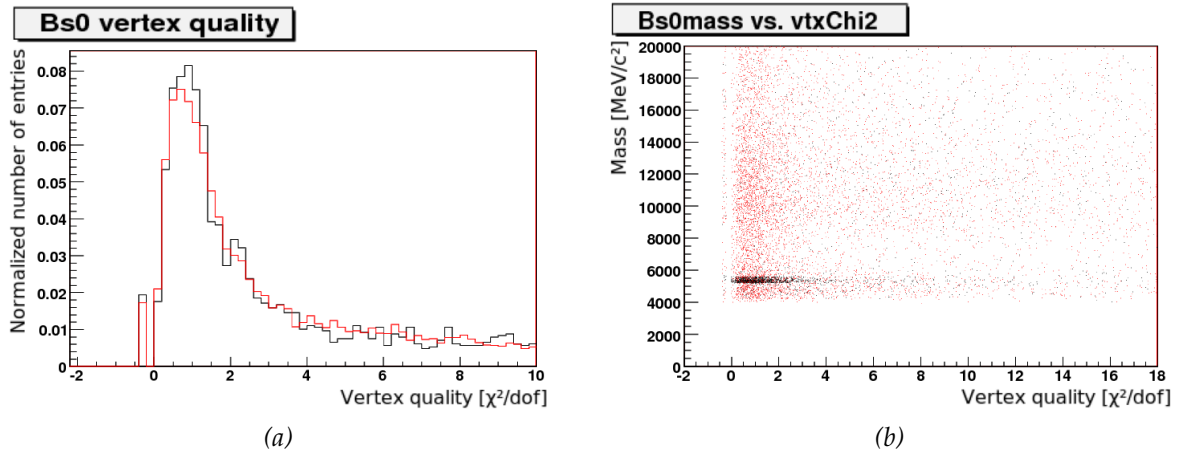 Bs0 vertex quality
Normalized number of entries
0.08
0.07
0.06
0.05
0.04
0.03
0.02
0.01
0
-2 0 2 4 6 8 10
Vertex quality [χ²/dof]
(a)
Bs0mass vs. vtxChi2
Mass [MeV/c²]
20000
18000
16000
14000
12000
10000
8000
6000
4000
2000
0
-2 0 2 4 6 8 10 12 14 16 18
Vertex quality [χ²/dof]
(b)